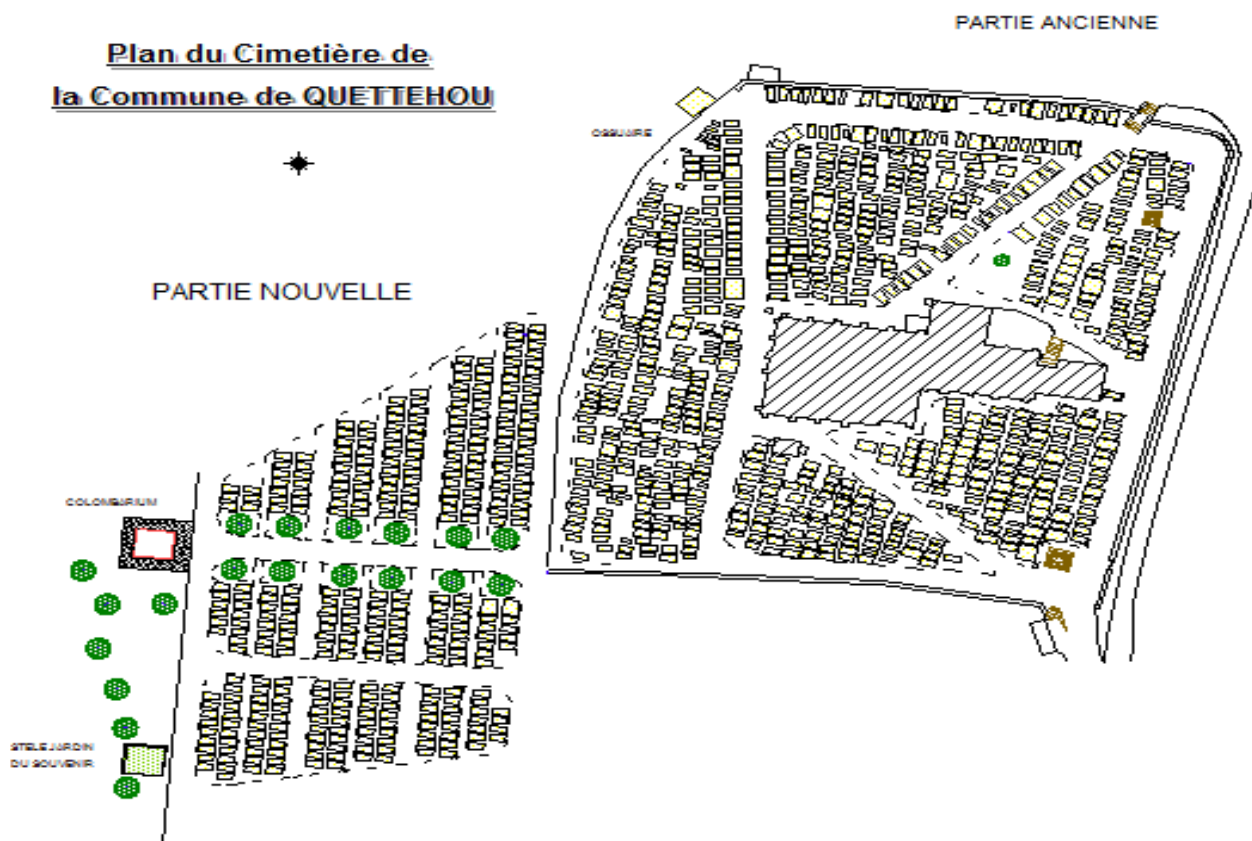 PARTIE ANCIENNE
Plan du Cimetière de
la Commune de QUETTEHOU
OSSUAIRE
PARTIE NOUVELLE
COLOMBARIUM
STELE JARDIN
DU SOUVENIR